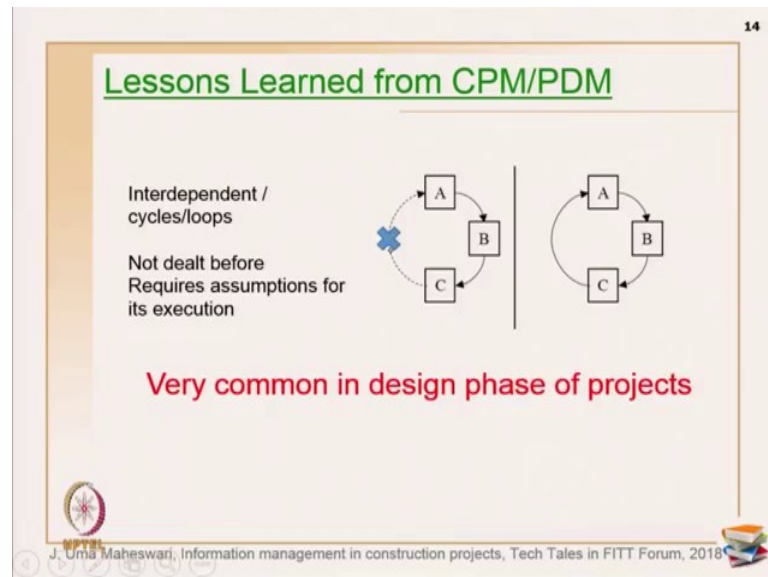 14
Lessons Learned from CPM/PDM
Interdependent /
cycles/loops
Not dealt before
Requires assumptions for
its execution
A
B
C
A
B
C
Very common in design phase of projects
NPTEL
J. Uma Maheswari, Information management in construction projects, Tech Tales in FITT Forum, 2018